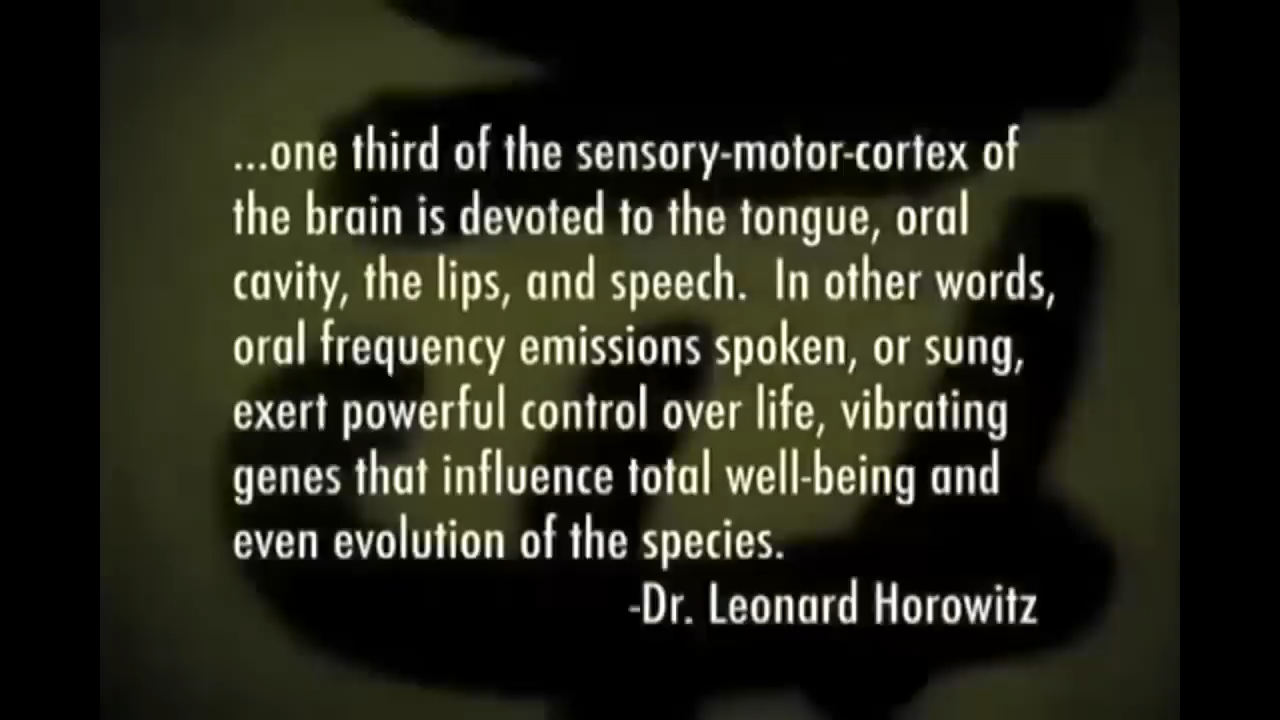 ...one third of the sensory-motor-cortex of
the brain is devoted to the tongue, oral
cavity, the lips, and speech.  In other words,
oral frequency emissions spoken, or sung,
exert powerful control over life, vibrating
genes that influence total well-being and
even evolution of the species.
-Dr. Leonard Horowitz